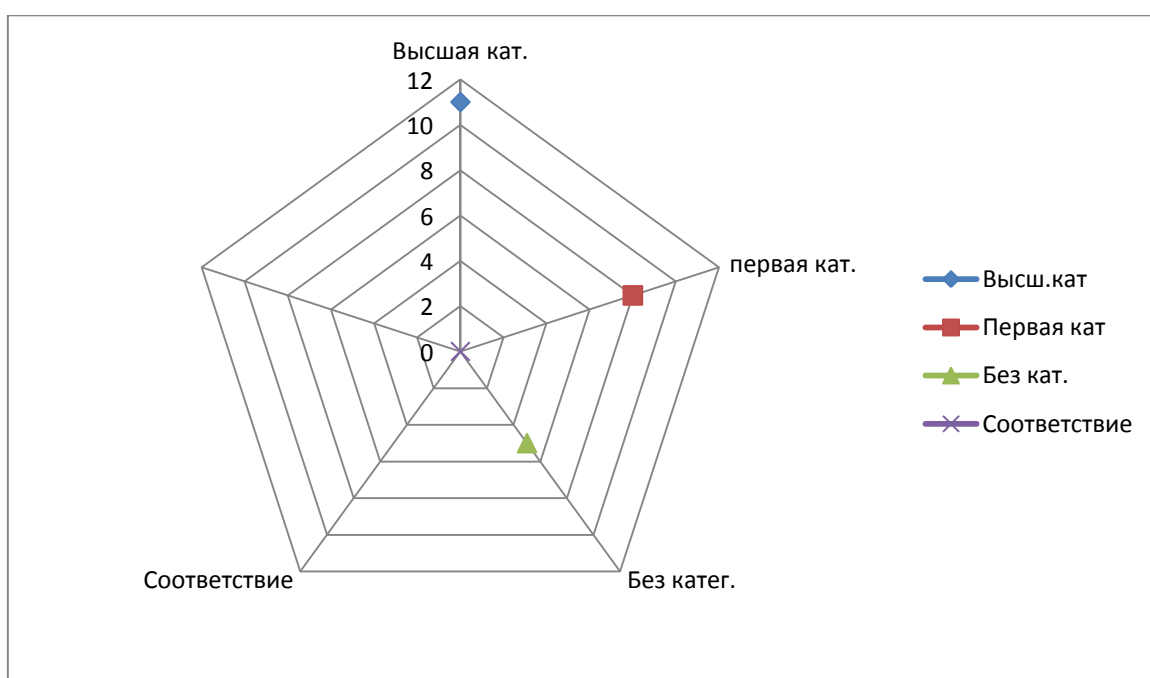 Высшая кат.
12
10
8
6
4
2
0
первая кат.
Без катег.
Соответствие
Высш.кат
Первая кат
Без кат.
Соответствие